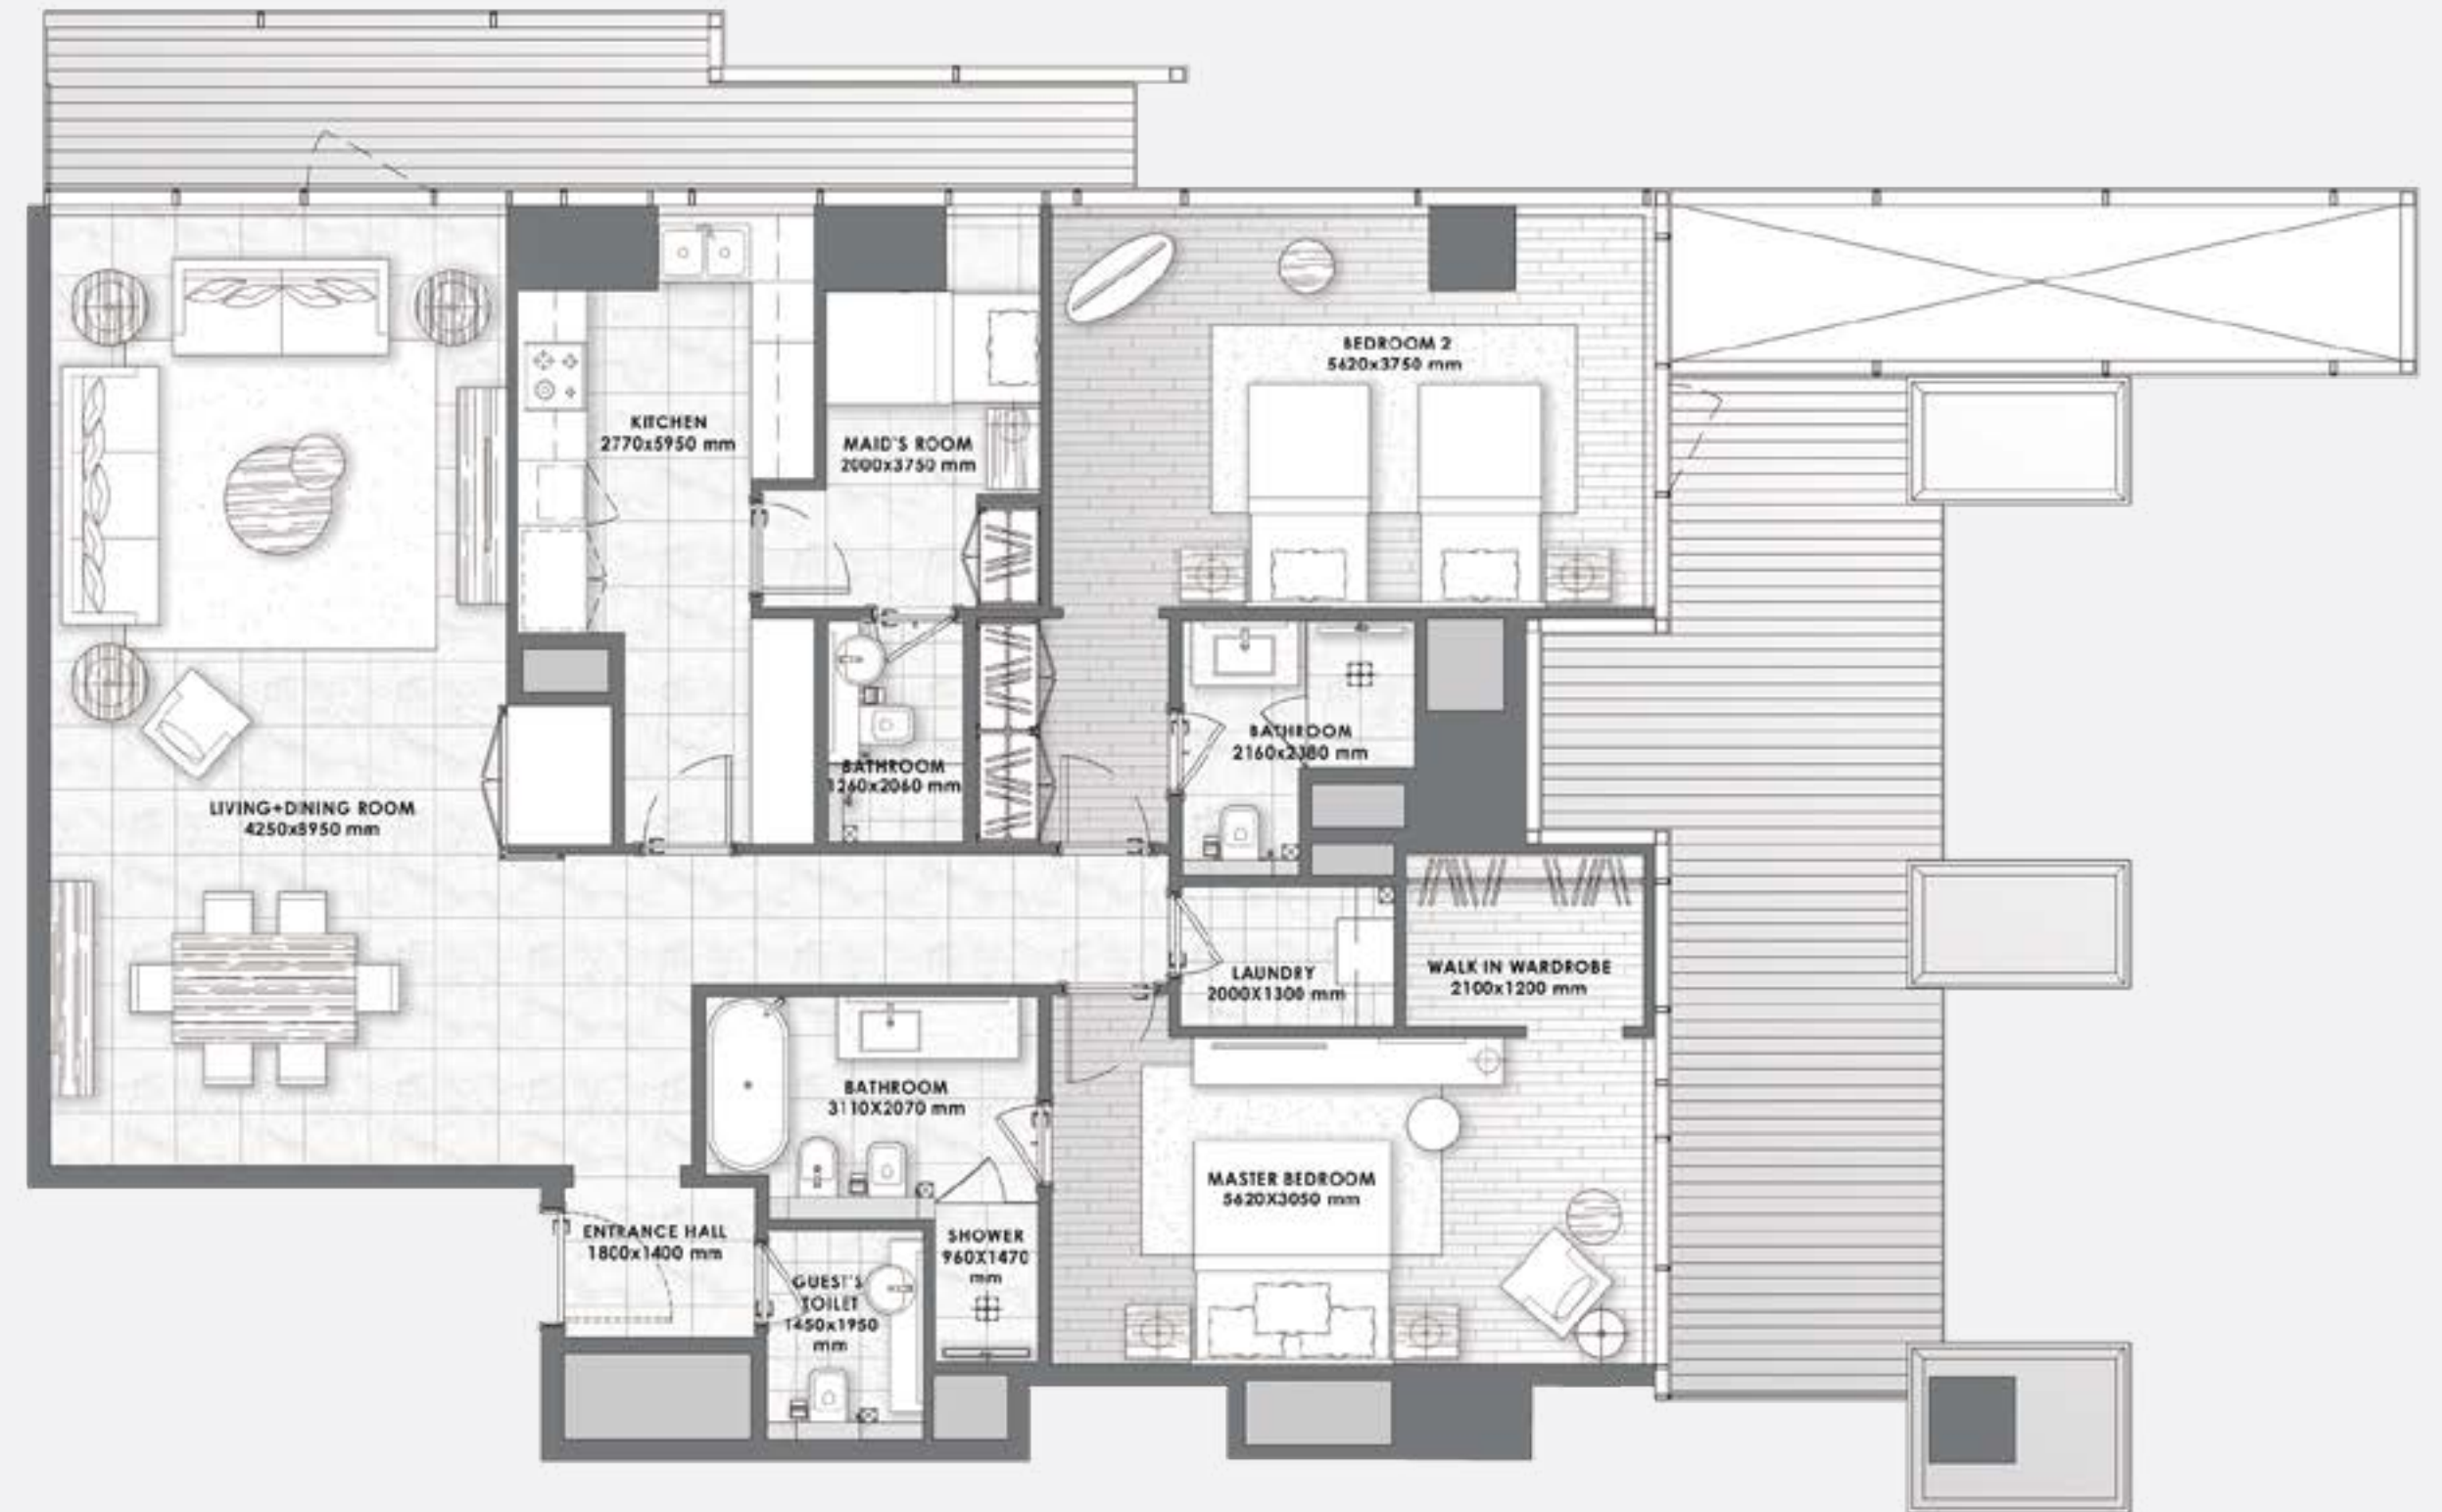 BEDROOM 2
5620x3750 mm
KITCHEN
2770x5950 mm
MAID'S ROOM
2000x3750 mm
BATHROOM
2160x2380 mm
BATHROOM
1260x2060 mm
LIVING+DINING ROOM
4250x8950 mm
LAUNDRY
2000X1300 mm
WALK IN WARDROBE
2100x1200 mm
BATHROOM
3110X2070 mm
MASTER BEDROOM
5620X3050 mm
ENTRANCE HALL
1800x1400 mm
SHOWER
960X1470
mm
GUEST'S
TOILET
1450x1950
mm